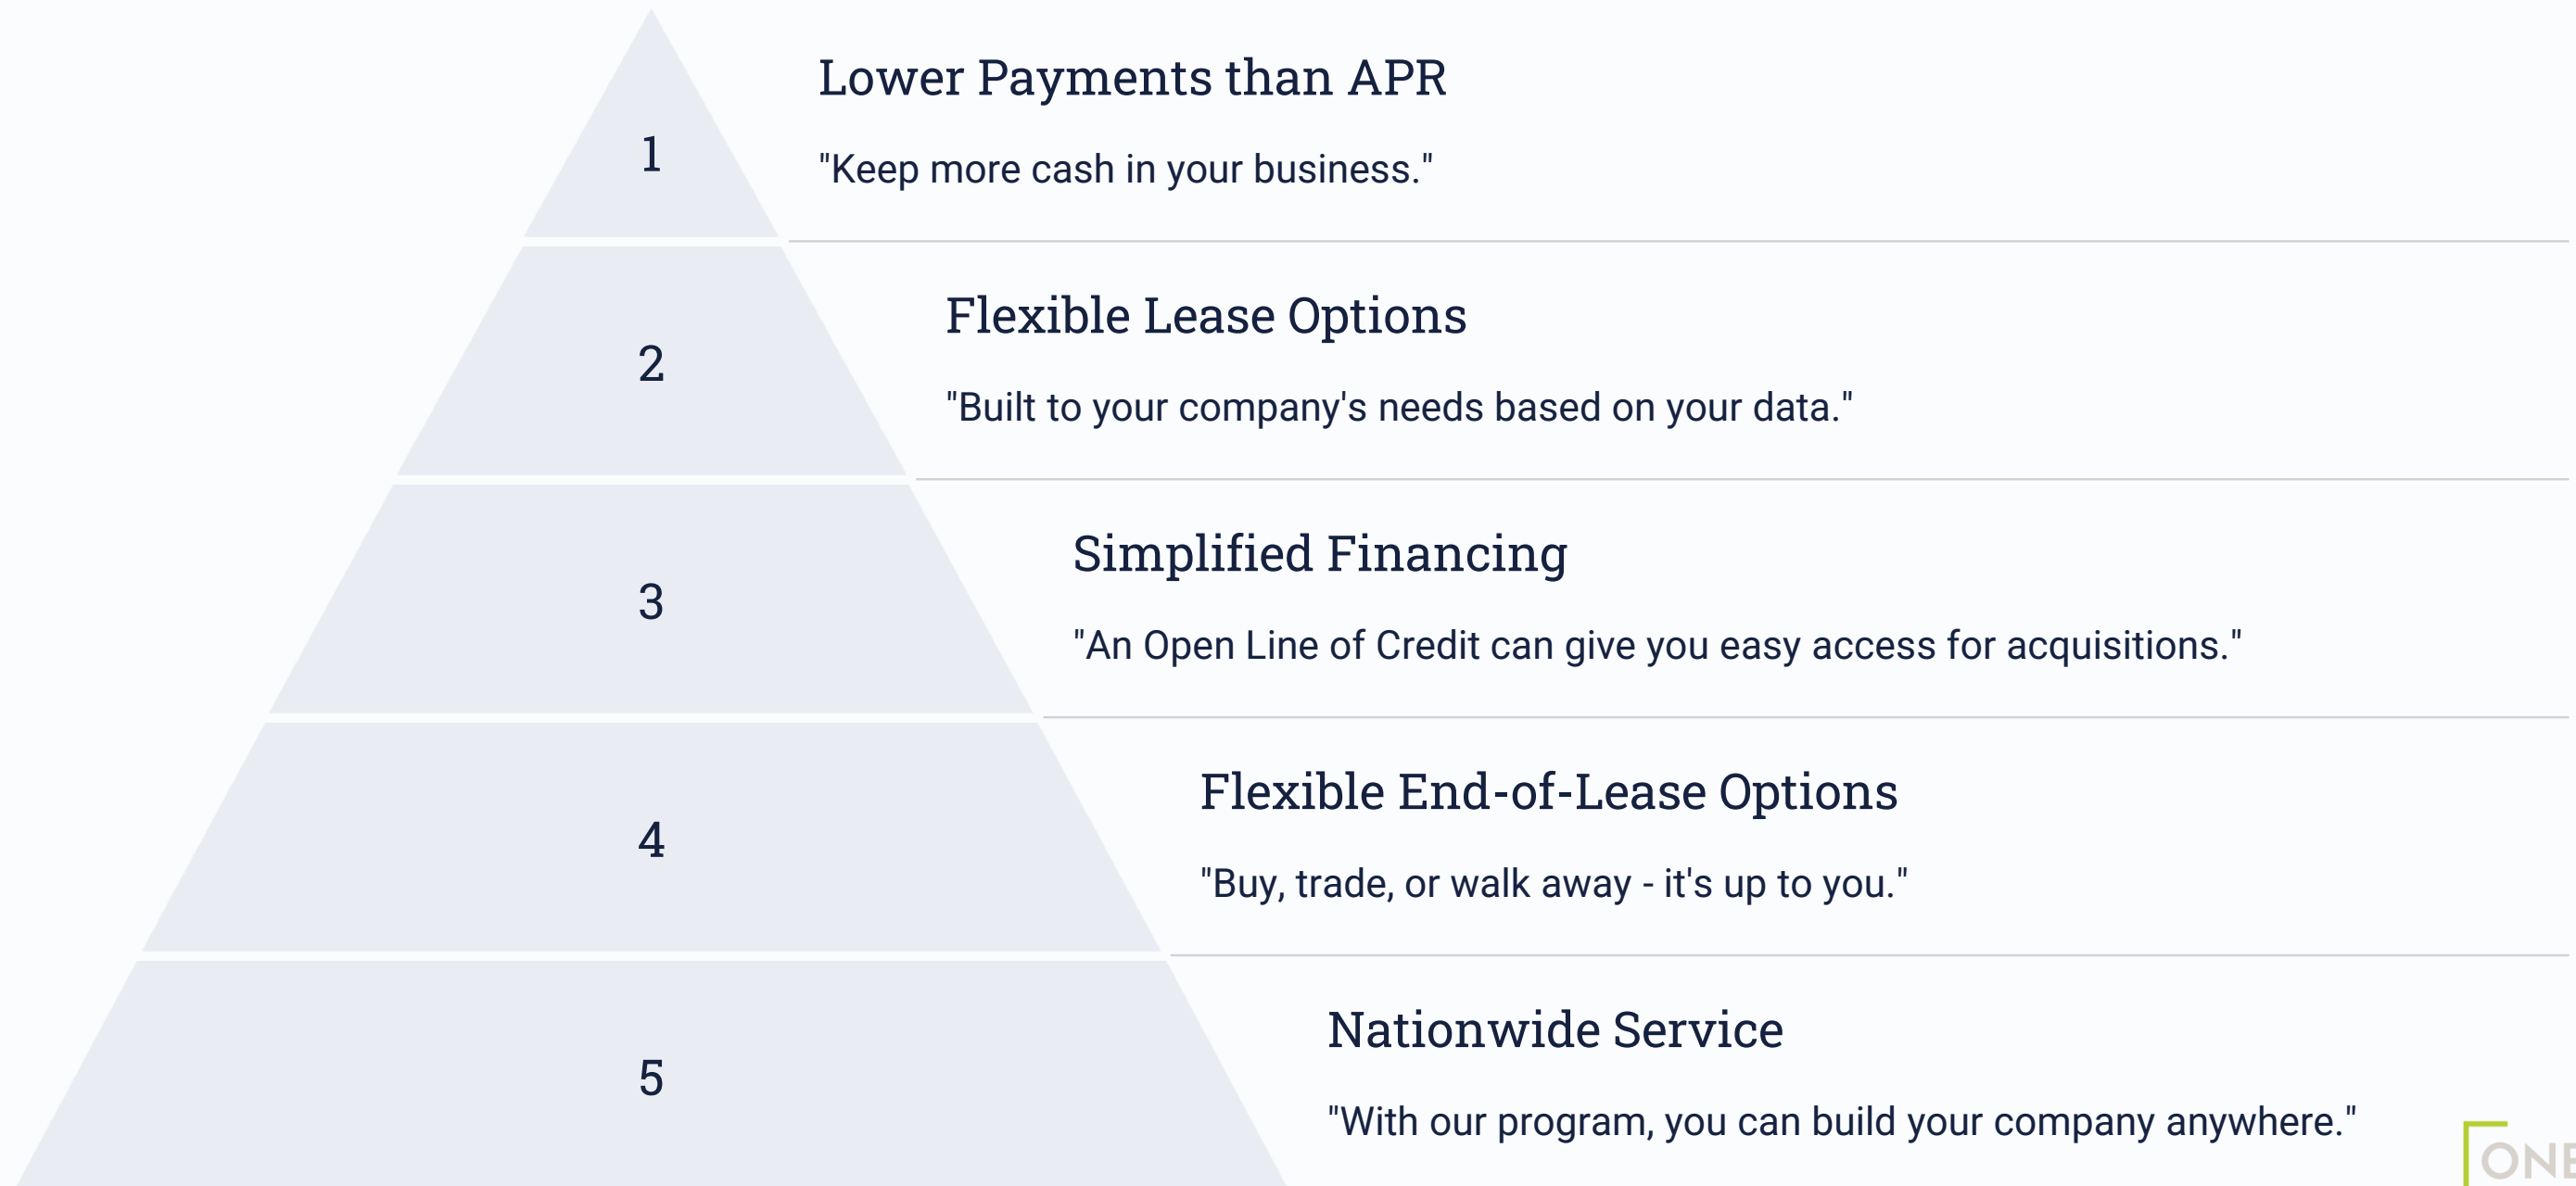 1
Lower Payments than APR
"Keep more cash in your business."
2
Flexible Lease Options
"Built to your company's needs based on your data."
3
Simplified Financing
"An Open Line of Credit can give you easy access for acquisitions."
4
Flexible End-of-Lease Options
"Buy, trade, or walk away - it's up to you."
5
Nationwide Service
"With our program, you can build your company anywhere."
ONE